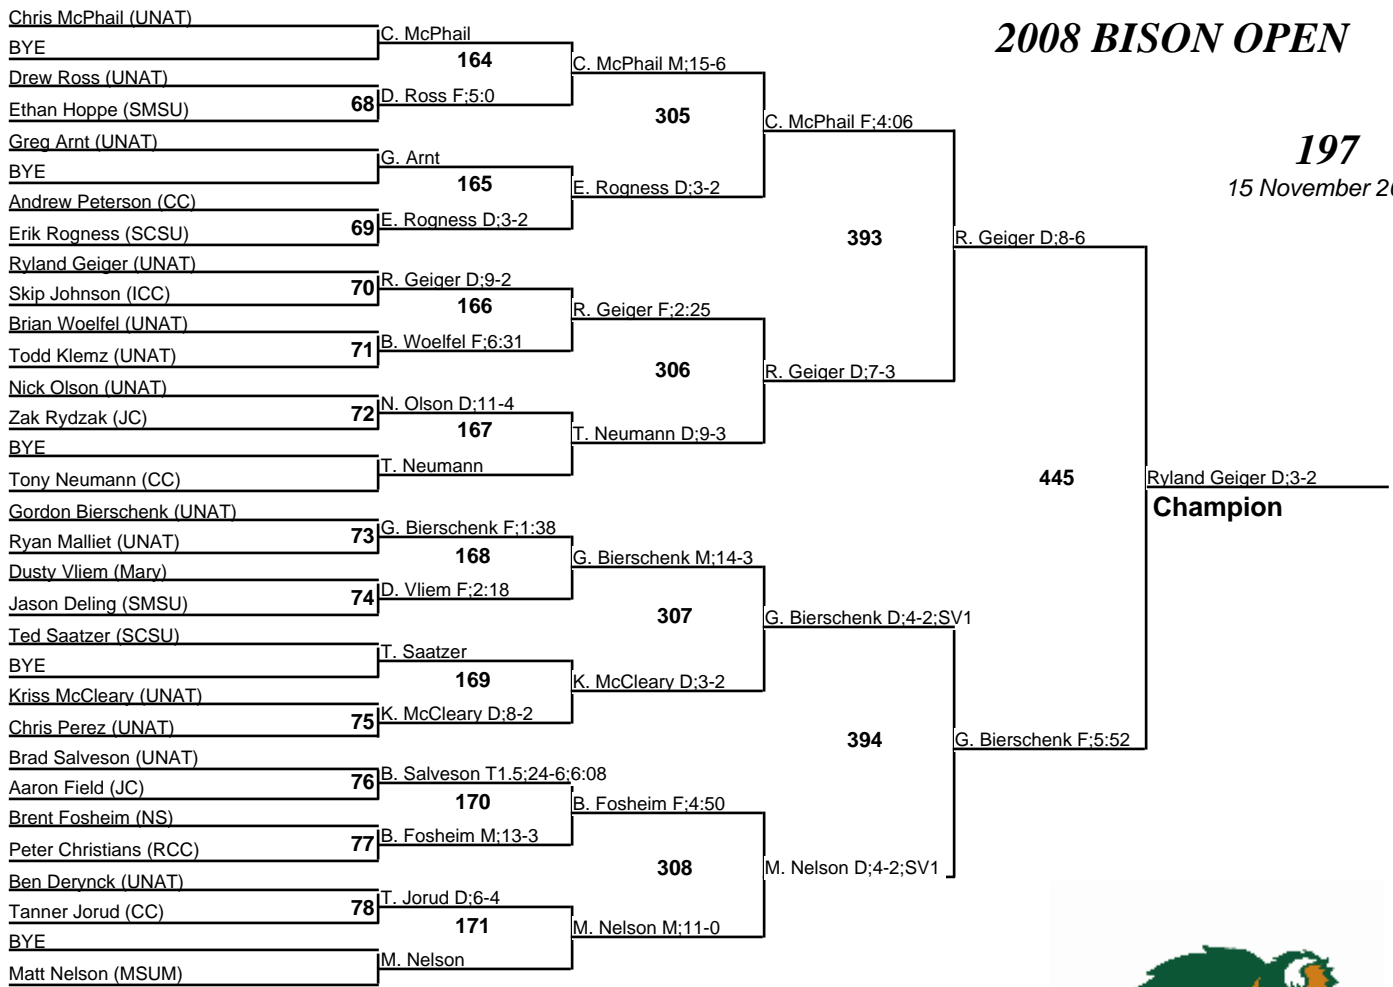 2008 BISON OPEN
197
15 November 20
Chris McPhail (UNAT)
BYE
Drew Ross (UNAT)
Ethan Hoppe (SMSU)
Greg Arnt (UNAT)
BYE
Andrew Peterson (CC)
Erik Rogness (SCSU)
Ryland Geiger (UNAT)
Skip Johnson (ICC)
Brian Woelfel (UNAT)
Todd Klemz (UNAT)
Nick Olson (UNAT)
Zak Rydzak (JC)
BYE
Tony Neumann (CC)
Gordon Bierschenk (UNAT)
Ryan Malliet (UNAT)
Dusty Vliem (Mary)
Jason Deling (SMSU)
Ted Saatzer (SCSU)
BYE
Kriss McCleary (UNAT)
Chris Perez (UNAT)
Brad Salveson (UNAT)
Aaron Field (JC)
Brent Fosheim (NS)
Peter Christians (RCC)
Ben Derynck (UNAT)
Tanner Jorud (CC)
BYE
Matt Nelson (MSUM)
68
69
70
71
72
73
74
75
76
77
78
C. McPhail
164
D. Ross F;5:0
G. Arnt
165
E. Rogness D;3-2
R. Geiger D;9-2
166
B. Woelfel F;6:31
N. Olson D;11-4
167
T. Neumann
G. Bierschenk F;1:38
168
D. Vliem F;2:18
T. Saatzer
169
K. McCleary D;8-2
B. Salveson T1.5;24-6;6:08
170
B. Fosheim M;13-3
T. Jorud D;6-4
171
M. Nelson
C. McPhail M;15-6
305
E. Rogness D;3-2
R. Geiger F;2:25
306
T. Neumann D;9-3
G. Bierschenk M;14-3
307
K. McCleary D;3-2
B. Fosheim F;4:50
308
M. Nelson M;11-0
C. McPhail F;4:06
393
R. Geiger D;7-3
G. Bierschenk D;4-2;SV1
394
M. Nelson D;4-2;SV1
R. Geiger D;8-6
445
G. Bierschenk F;5:52
Ryland Geiger D;3-2
Champion